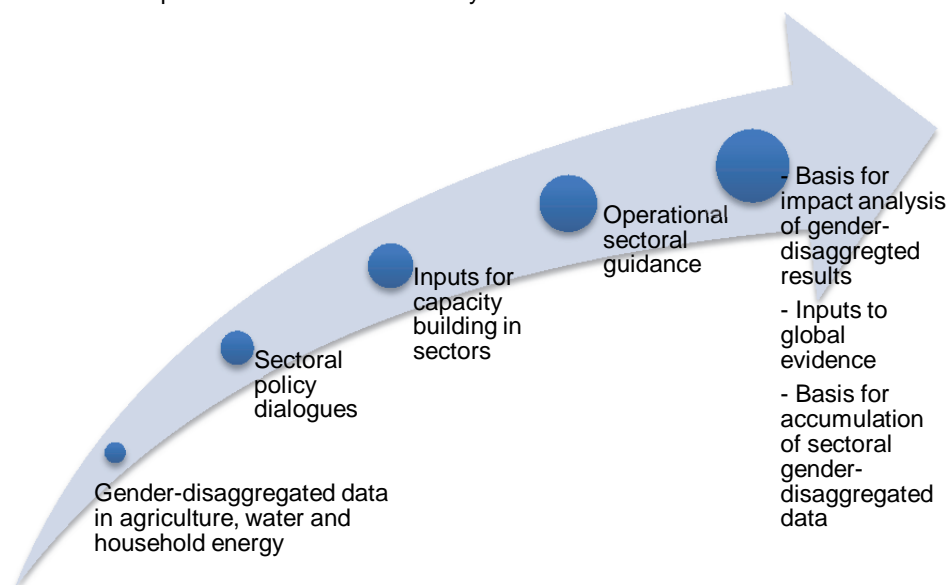 Gender-disaggregated data
in agriculture, water and
household energy
Sectoral
policy
dialogues
Inputs for
capacity
building in
sectors
Operational
sectoral
guidance
- Basis for
impact analysis
of gender-
disaggregted
results
- Inputs to
global
evidence
- Basis for
accumulation
of sectoral
gender-
disaggregated
data